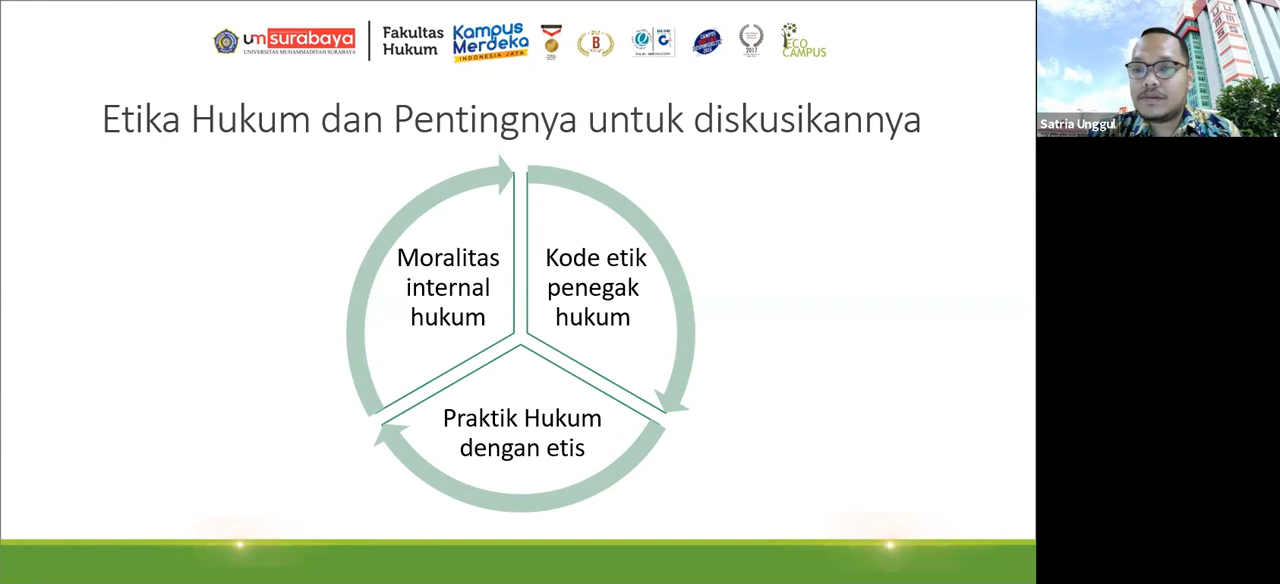 um surabaya
UNIVERSITAS MUHAMMADIYAH SURABAYA
Fakultas
Hukum
Kampus
Merdeka
INDONESIA JAYA
B
2017
ECO
CAMPUS
Satria Unggul
Etika Hukum dan Pentingnya untuk diskusikannya
Moralitas
internal
hukum
Kode etik
penegak
hukum
Praktik Hukum
dengan etis